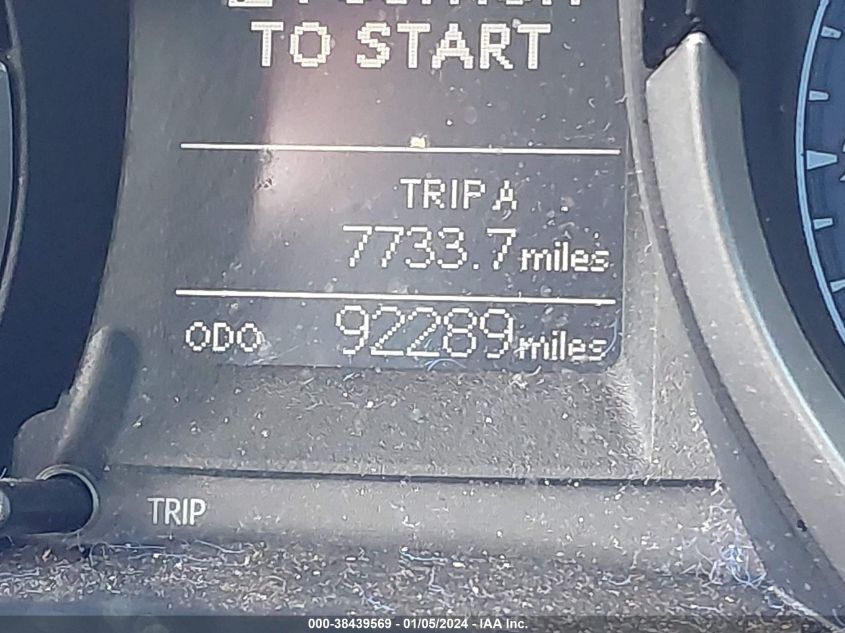 TO START
TRIP A
7733.7 miles
ODO 92289 miles
TRIP
000-38439569 - 01/05/2024 - IAA Inc.